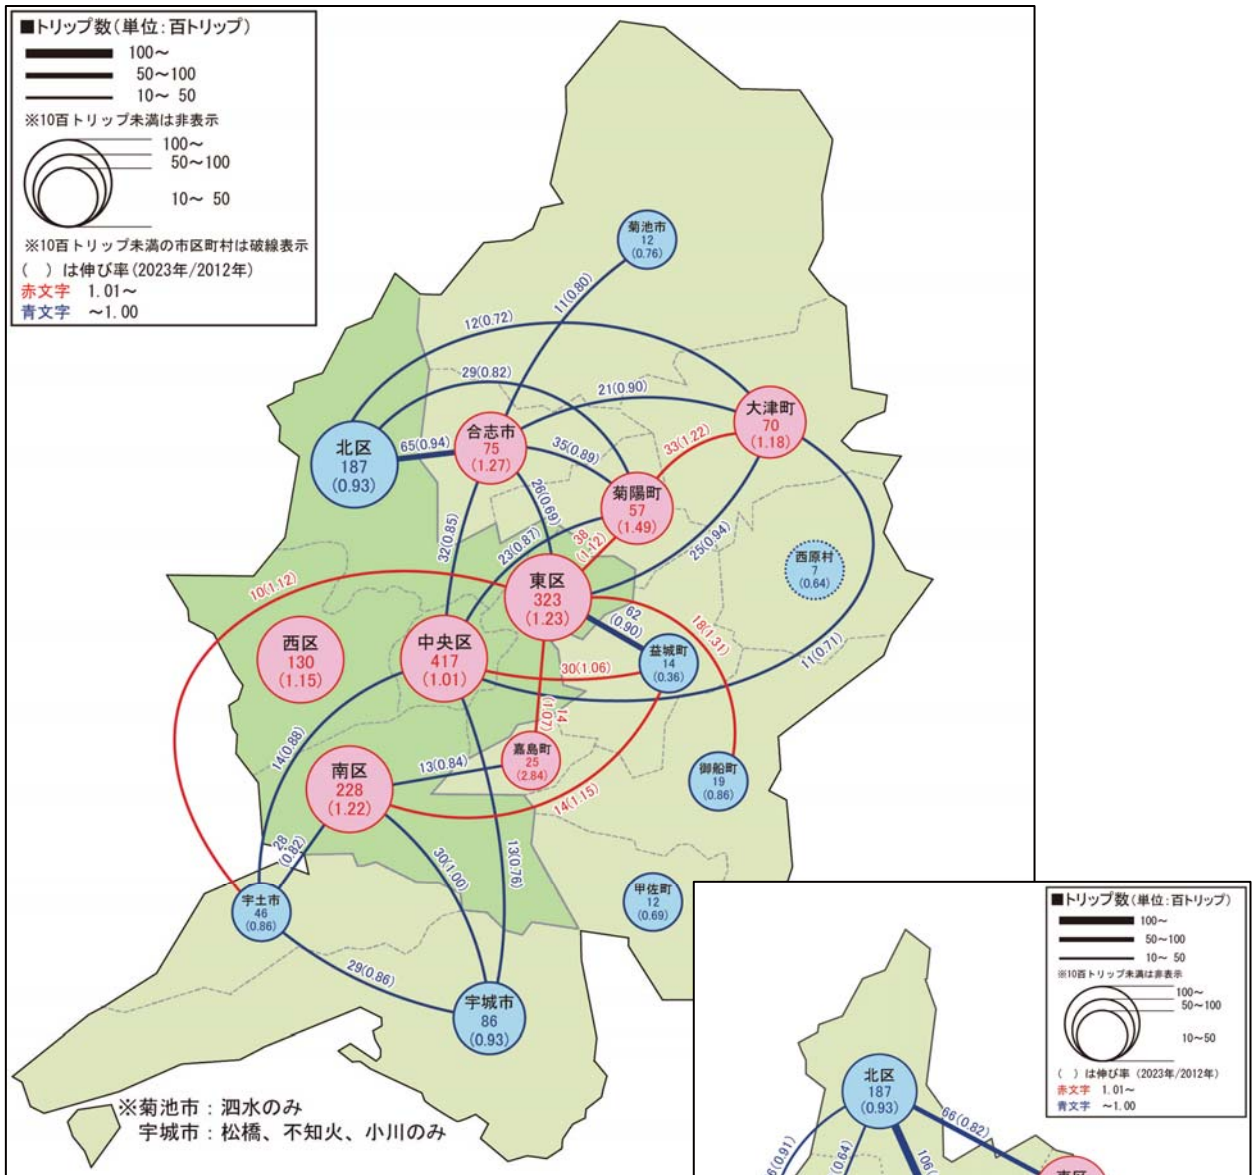 ■トリップ数(単位:百トリップ)
100～
50～100
10～ 50
※10百トリップ未満は非表示
100～
50～100
10～ 50
※10百トリップ未満の市区町村は破線表示
( )は伸び率(2023年/2012年)
赤文字 1.01～
青文字 ～1.00
菊池市
12
(0.76)
11(0.80)
12(0.72)
29(0.82)
21(0.90)
大津町
70
(1.18)
北区
187
(0.93)
65(0.94)
合志市
75
(1.27)
35(0.89)
33(1.22)
菊陽町
57
(1.49)
26(0.69)
32(0.85)
23(0.87)
38
(1.12)
25(0.94)
西原村
7
(0.64)
10(1.12)
東区
323
(1.23)
62
(0.90)
18(1.31)
11(0.71)
西区
130
(1.15)
中央区
417
(1.01)
30(1.06)
益城町
14
(0.36)
14
(1.07)
14(0.88)
南区
228
(1.22)
13(0.84)
嘉島町
25
(2.84)
14(1.15)
御船町
19
(0.86)
28
(0.82)
30(1.00)
13(0.76)
宇土市
46
(0.86)
甲佐町
12
(0.69)
29(0.86)
宇城市
86
(0.93)
※菊池市:泗水のみ
宇城市:松橋、不知火、小川のみ
■トリップ数(単位:百トリップ)
100～
50～100
10～ 50
※10百トリップ未満は非表示
100～
50～100
10～50
( )は伸び率 (2023年/2012年)
赤文字 1.01～
青文字 ～1.00
北区
187
(0.93)
66(0.82)
6(0.91)
(0.64)
106(